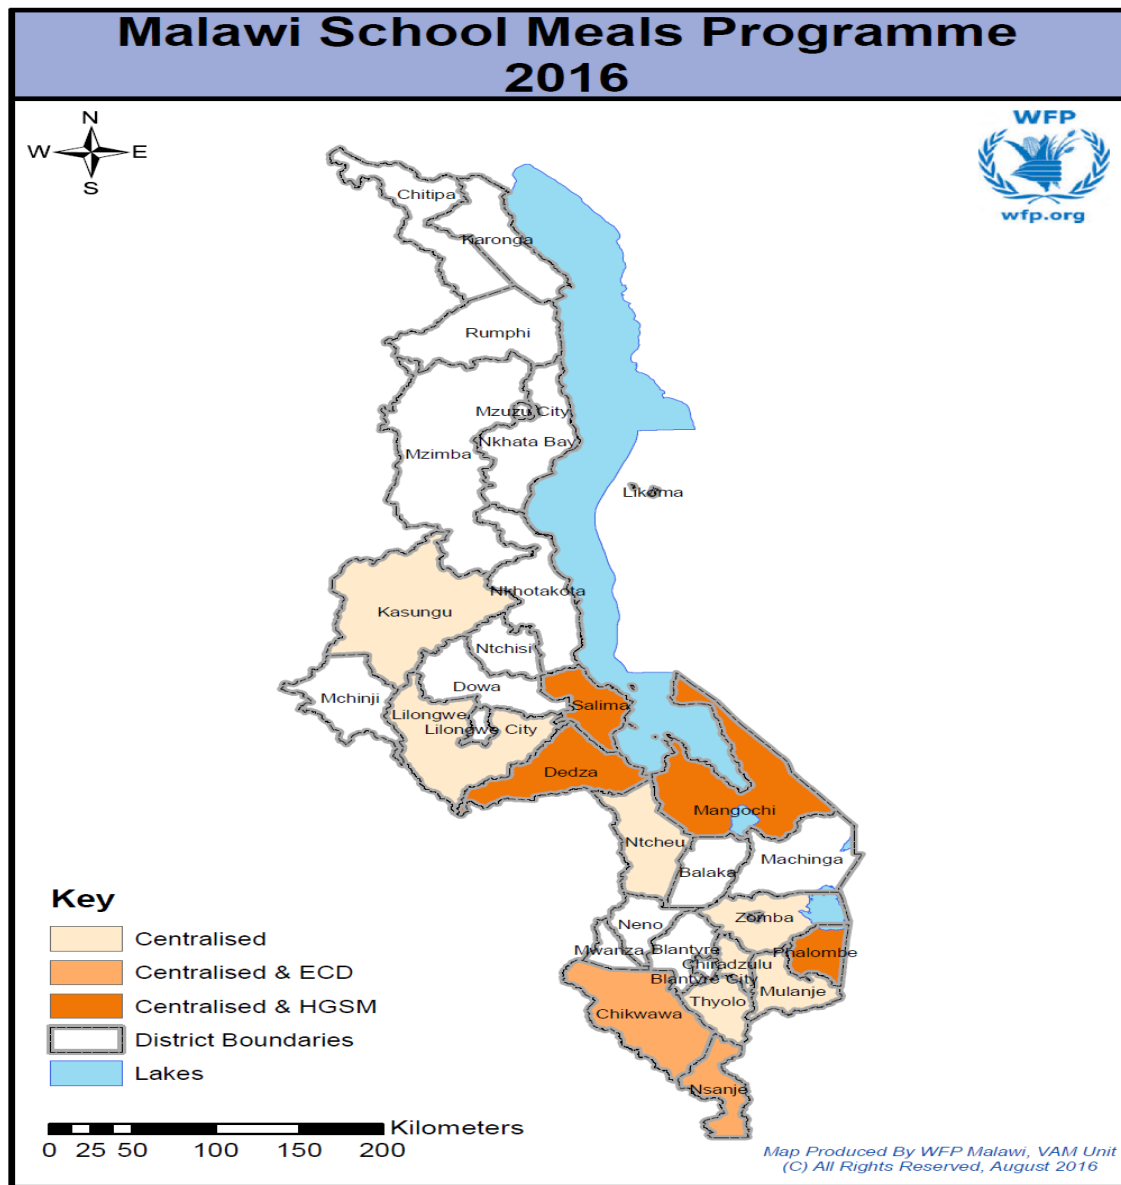 Malawi School Meals Programme
2016
N
W E
S
WFP
wfp.org
Chitipa
Karonga
Rumphi
Mzuzu City
Nkhata Bay
Mzimba
Likoma
Nkhotakota
Kasungu
Ntchisi
Dowa
Mchinji
Salima
Lilongwe
Lilongwe City
Dedza
Mangochi
Ntcheu
Machinga
Balaka
Zomba
Neno
Mwanza
Blantyre
Phalombe
Chiradzulu
Blantyre City
Mulanje
Thyolo
Chikwawa
Nsanje
Key
Centralised
Centralised & ECD
Centralised & HGSM
District Boundaries
Lakes
Kilometers
0 25 50 100 150 200
Map Produced By WFP Malawi, VAM Unit
(C) All Rights Reserved, August 2016